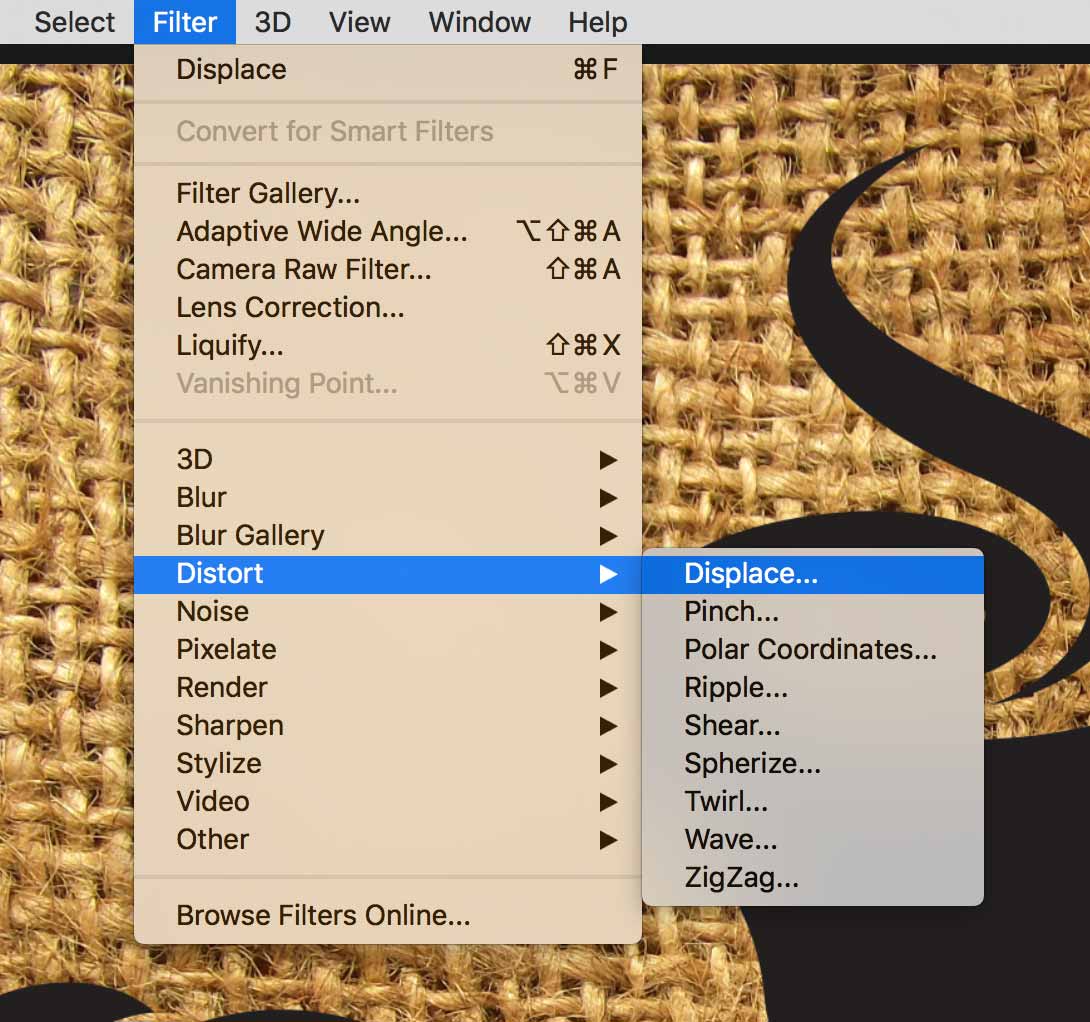 Select Filter 3D View Window Help
Displace ⌘F
Convert for Smart Filters
Filter Gallery...
Adaptive Wide Angle... ⌥⇧⌘A
Camera Raw Filter... ⇧⌘A
Lens Correction...
Liquify... ⇧⌘X
Vanishing Point... ⌥⌘V
3D
Blur
Blur Gallery
Distort
Noise
Pixelate
Render
Sharpen
Stylize
Video
Other
Browse Filters Online...
Displace...
Pinch...
Polar Coordinates...
Ripple...
Shear...
Spherize...
Twirl...
Wave...
ZigZag...